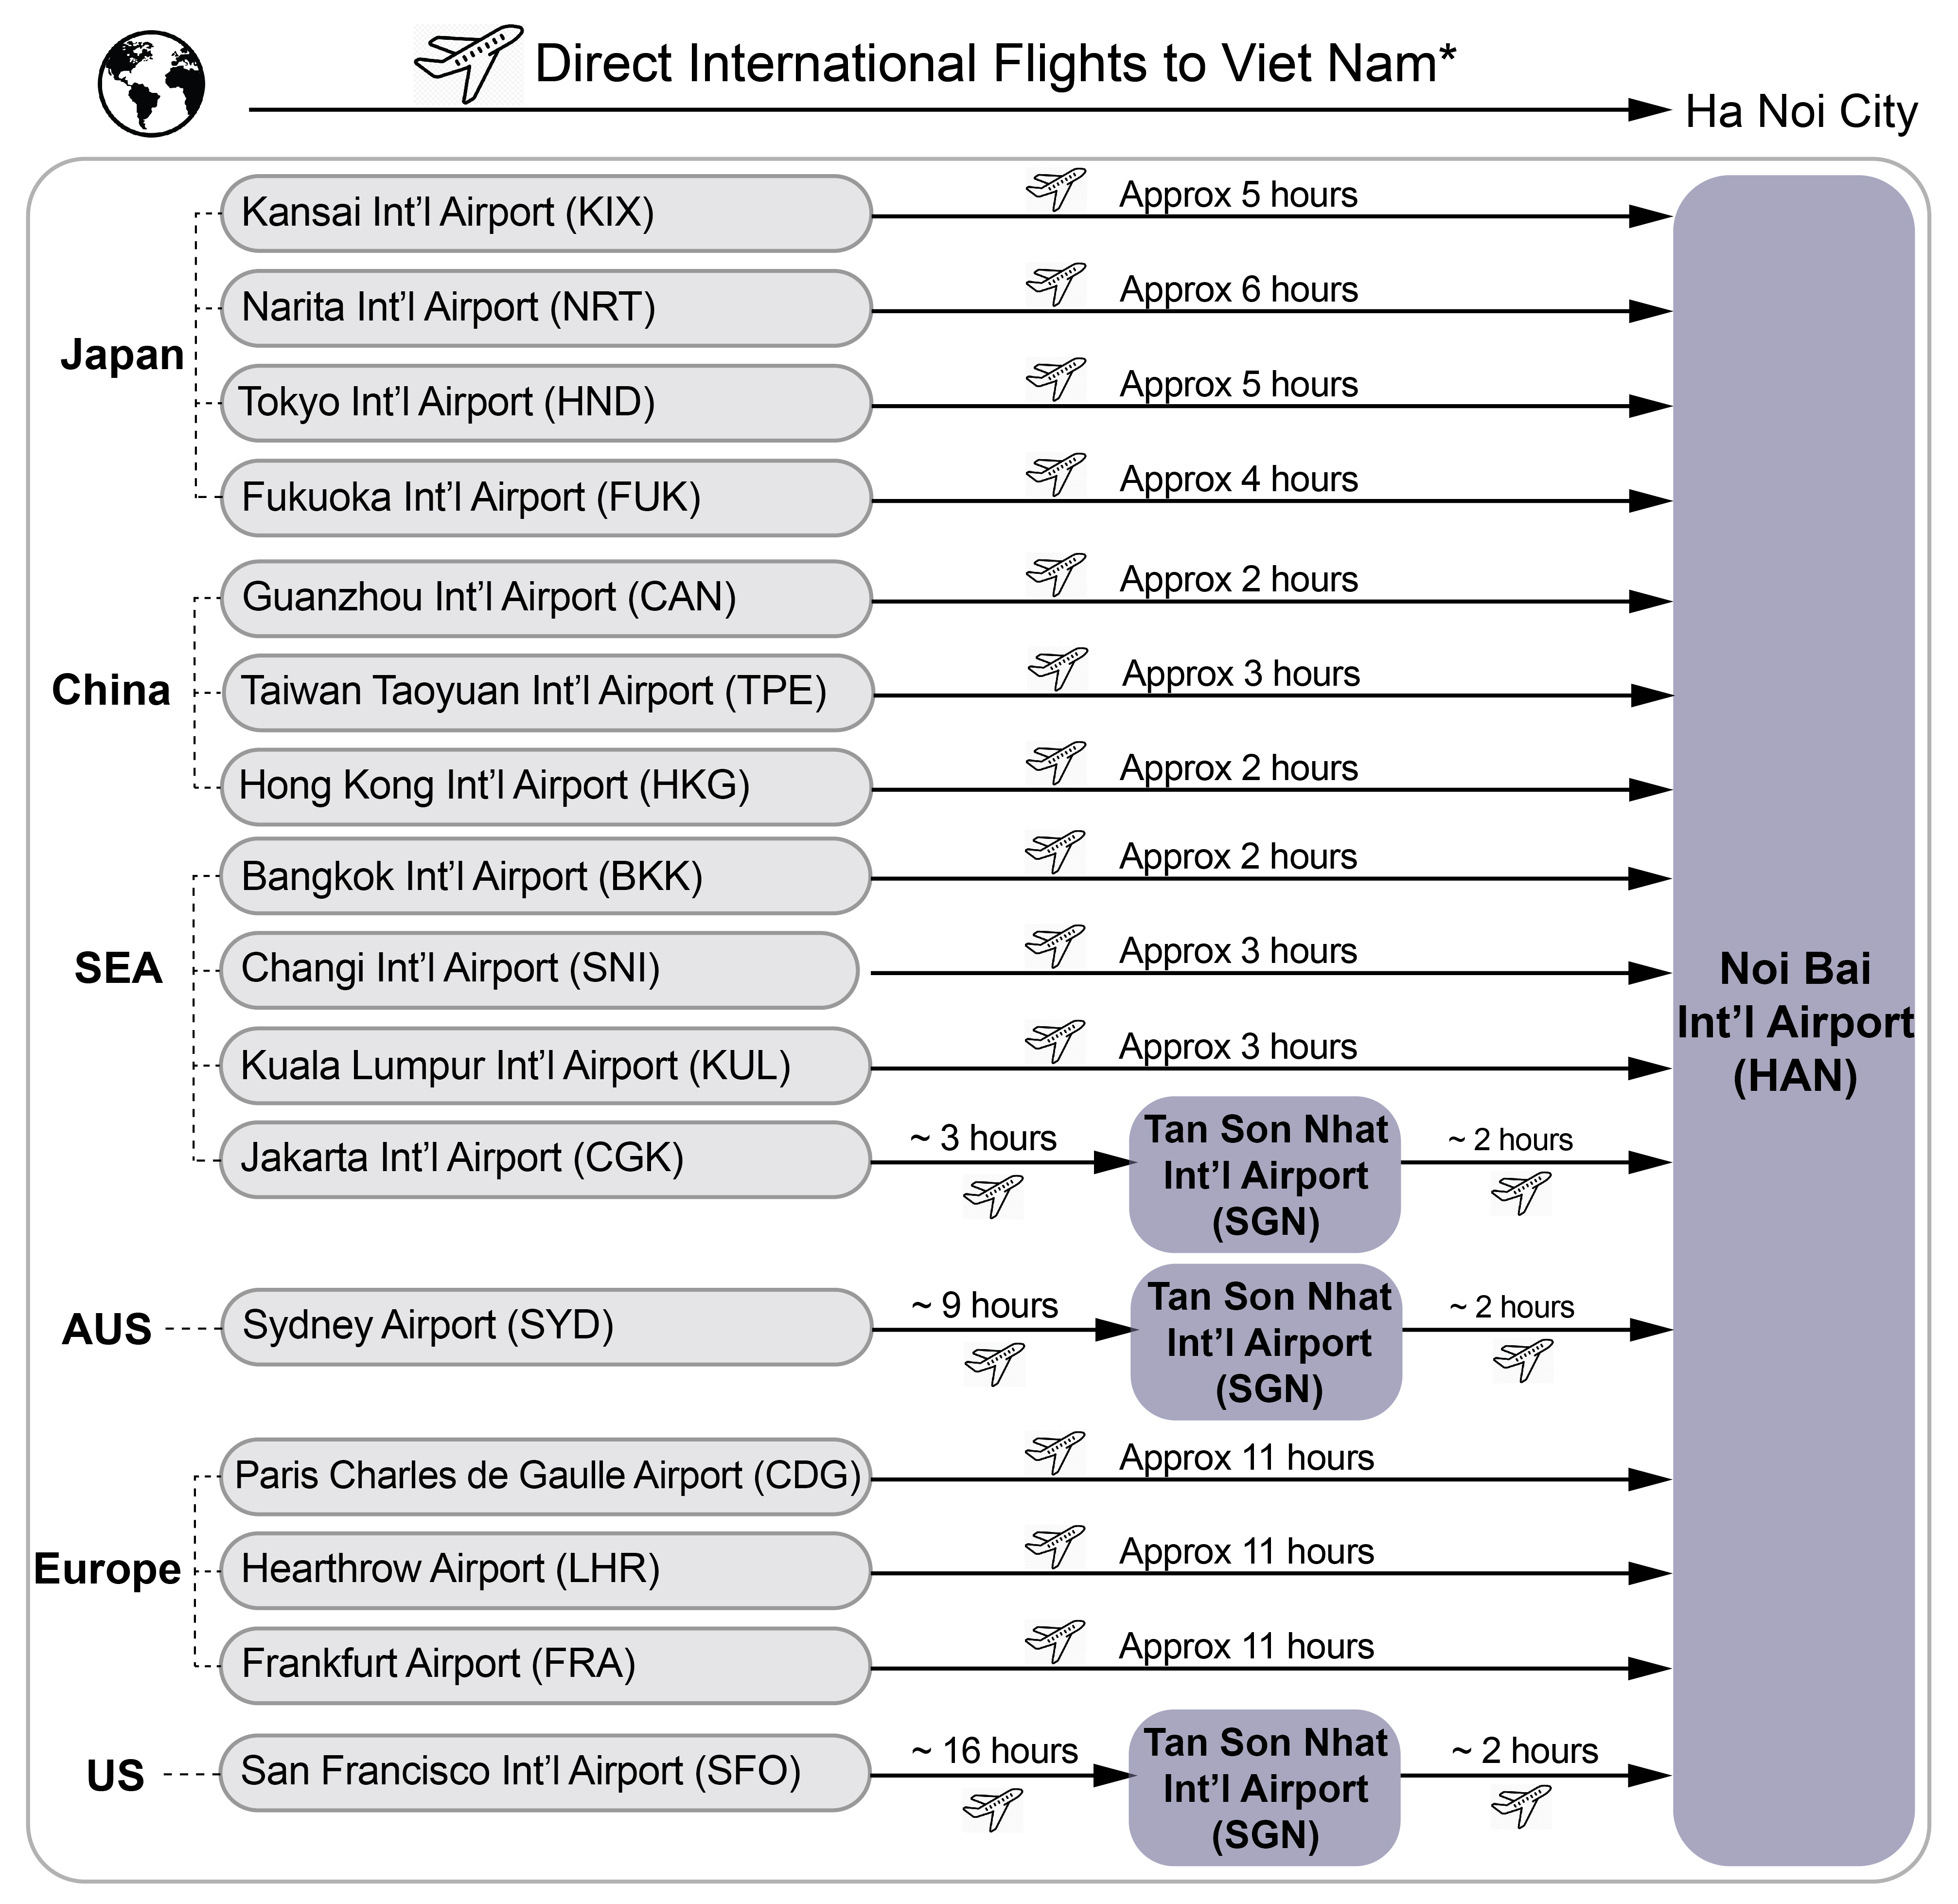 Direct International Flights to Viet Nam*
Ha Noi City
Japan
Kansai Int'l Airport (KIX)
Approx 5 hours
Narita Int'l Airport (NRT)
Approx 6 hours
Tokyo Int'l Airport (HND)
Approx 5 hours
Fukuoka Int'l Airport (FUK)
Approx 4 hours
China
Guanzhou Int'l Airport (CAN)
Approx 2 hours
Taiwan Taoyuan Int'l Airport (TPE)
Approx 3 hours
Hong Kong Int'l Airport (HKG)
Approx 2 hours
SEA
Bangkok Int'l Airport (BKK)
Approx 2 hours
Changi Int'l Airport (SNI)
Approx 3 hours
Kuala Lumpur Int'l Airport (KUL)
Approx 3 hours
Jakarta Int'l Airport (CGK)
~ 3 hours
Tan Son Nhat
Int'l Airport
(SGN)
~ 2 hours
AUS
Sydney Airport (SYD)
~ 9 hours
Tan Son Nhat
Int'l Airport
(SGN)
~ 2 hours
Europe
Paris Charles de Gaulle Airport (CDG)
Approx 11 hours
Hearthrow Airport (LHR)
Approx 11 hours
Frankfurt Airport (FRA)
Approx 11 hours
US
San Francisco Int'l Airport (SFO)
~ 16 hours
Tan Son Nhat
Int'l Airport
(SGN)
~ 2 hours
Noi Bai
Int'l Airport
(HAN)